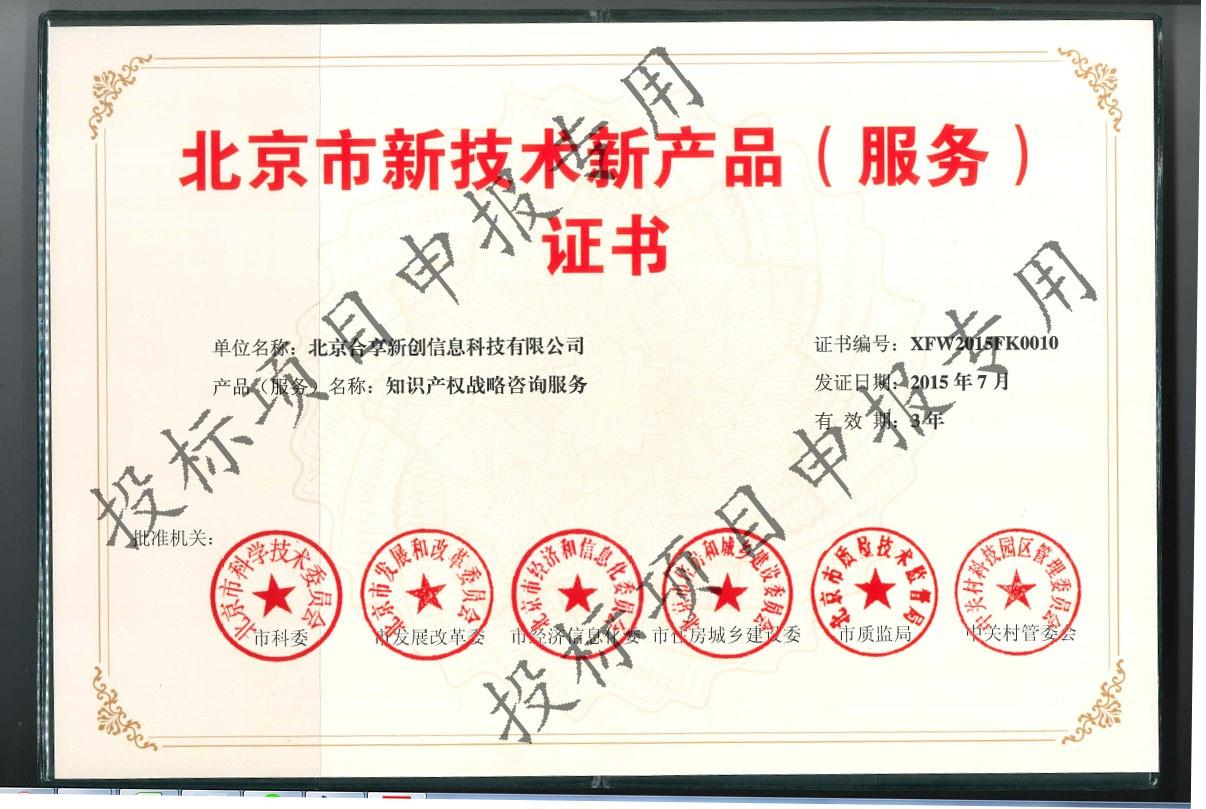 北京市新技术新产品（服务）
证书
单位名称：北京合享新创信息科技有限公司
产品（服务）名称：知识产权战略咨询服务
证书编号：XFW2015FK0010
发证日期：2015年7月
有 效 期：3年
批准机关：
北京市科学技术委员会
北京市发展和改革委员会
北京市经济和信息化委员会
北京市住房和城乡建设委员会
北京市质量技术监督局
中关村科技园区管理委员会
市科委
市发展改革委
市经济信息化委
市住房城乡建设委
市质监局
中关村管委会
投标项目申报专用
投标项目申报专用